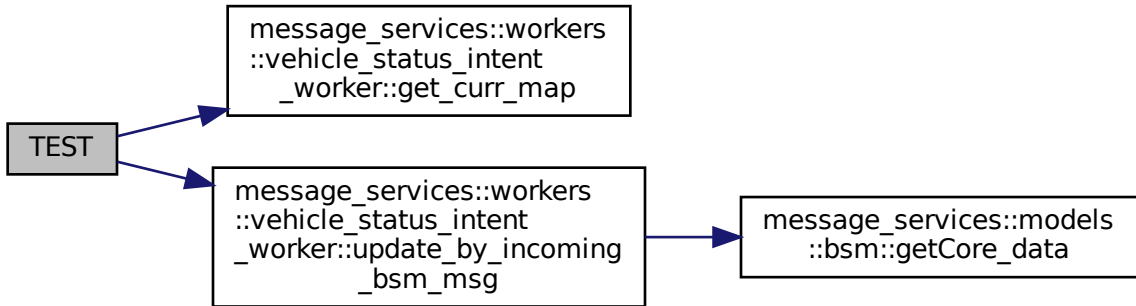 message_services::workers
::vehicle_status_intent
_worker::get_curr_map
TEST
message_services::workers
::vehicle_status_intent
_worker::update_by_incoming
_bsm_msg
message_services::models
::bsm::getCore_data